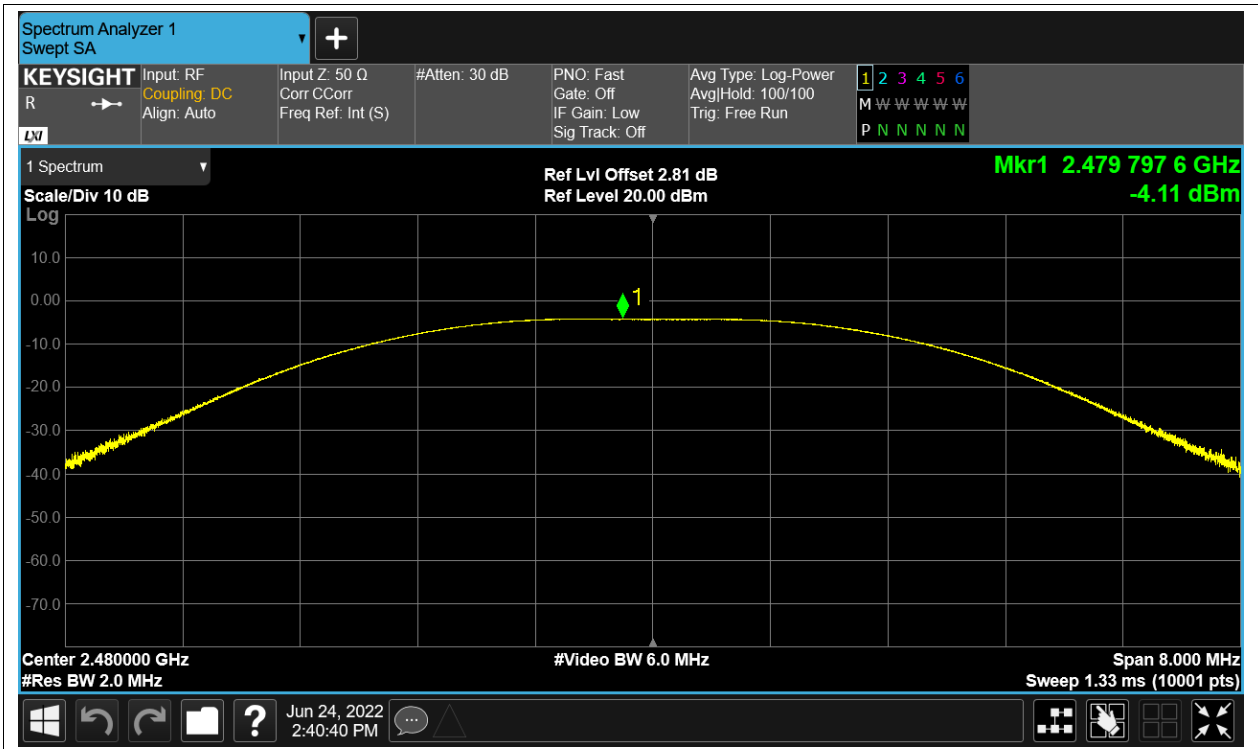 Spectrum Analyzer 1
Swept SA
KEYSIGHT
R
LXI
Input: RF
Coupling: DC
Align: Auto
Input Z: 50 Ω
Corr CCorr
Freq Ref: Int (S)
#Atten: 30 dB
PNO: Fast
Gate: Off
IF Gain: Low
Sig Track: Off
Avg Type: Log-Power
Avg|Hold: 100/100
Trig: Free Run
1 2 3 4 5 6
M W W W W W
P N N N N N
1 Spectrum
Scale/Div 10 dB
Log
Ref Lvl Offset 2.81 dB
Ref Level 20.00 dBm
Mkr1 2.479 797 6 GHz
-4.11 dBm
10.0
0.00
-10.0
-20.0
-30.0
-40.0
-50.0
-60.0
-70.0
1
Center 2.480000 GHz
#Res BW 2.0 MHz
#Video BW 6.0 MHz
Span 8.000 MHz
Sweep 1.33 ms (10001 pts)
?
Jun 24, 2022
2:40:40 PM